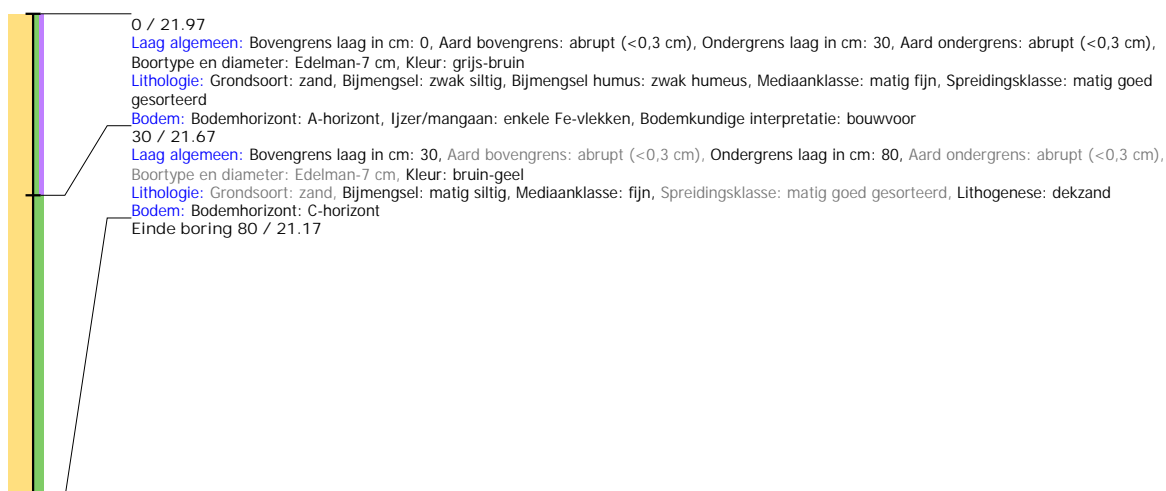 0 / 21.97
Laag algemeen: Bovengrens laag in cm: 0, Aard bovengrens: abrupt (<0,3 cm), Ondergrens laag in cm: 30, Aard ondergrens: abrupt (<0,3 cm),
Boortype en diameter: Edelman-7 cm, Kleur: grijs-bruin
Lithologie: Grondsoort: zand, Bijmengsel: zwak siltig, Bijmengsel humus: zwak humeus, Mediaanklasse: matig fijn, Spreidingsklasse: matig goed
gesorteerd
Bodem: Bodemhorizont: A-horizont, Ijzer/mangaan: enkele Fe-vlekken, Bodemkundige interpretatie: bouwvoor
30 / 21.67
Laag algemeen: Bovengrens laag in cm: 30, Aard bovengrens: abrupt (<0,3 cm), Ondergrens laag in cm: 80, Aard ondergrens: abrupt (<0,3 cm),
Boortype en diameter: Edelman-7 cm, Kleur: bruin-geel
Lithologie: Grondsoort: zand, Bijmengsel: matig siltig, Mediaanklasse: fijn, Spreidingsklasse: matig goed gesorteerd, Lithogenese: dekzand
Bodem: Bodemhorizont: C-horizont
Einde boring 80 / 21.17